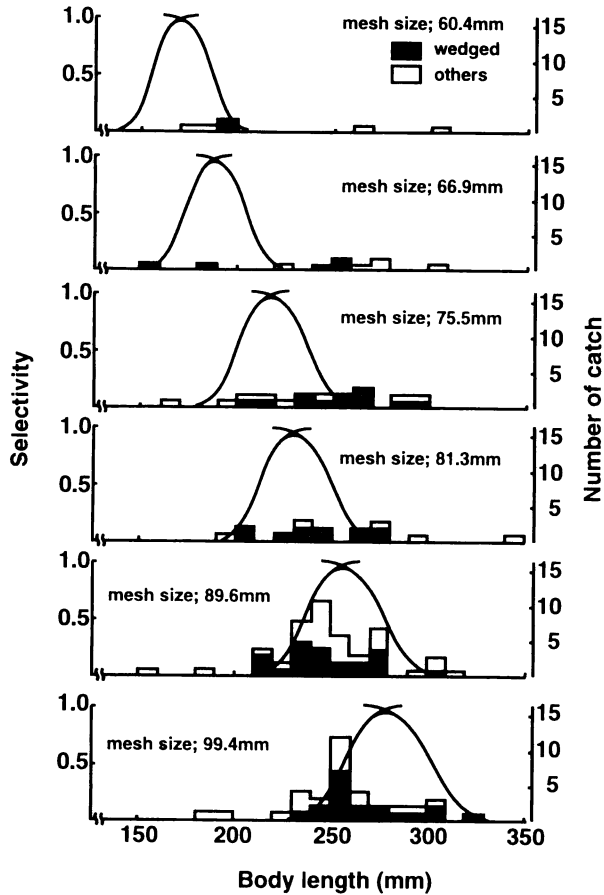 mesh size; 60.4mm
wedged
others
1.0
0.5
15
10
5
mesh size; 66.9mm
1.0
0.5
15
10
5
mesh size; 75.5mm
1.0
0.5
15
10
5
mesh size; 81.3mm
1.0
0.5
15
10
5
mesh size; 89.6mm
1.0
0.5
15
10
5
mesh size; 99.4mm
1.0
0.5
15
10
5
Selectivity
Number of catch
150 200 250 300 350
Body length (mm)